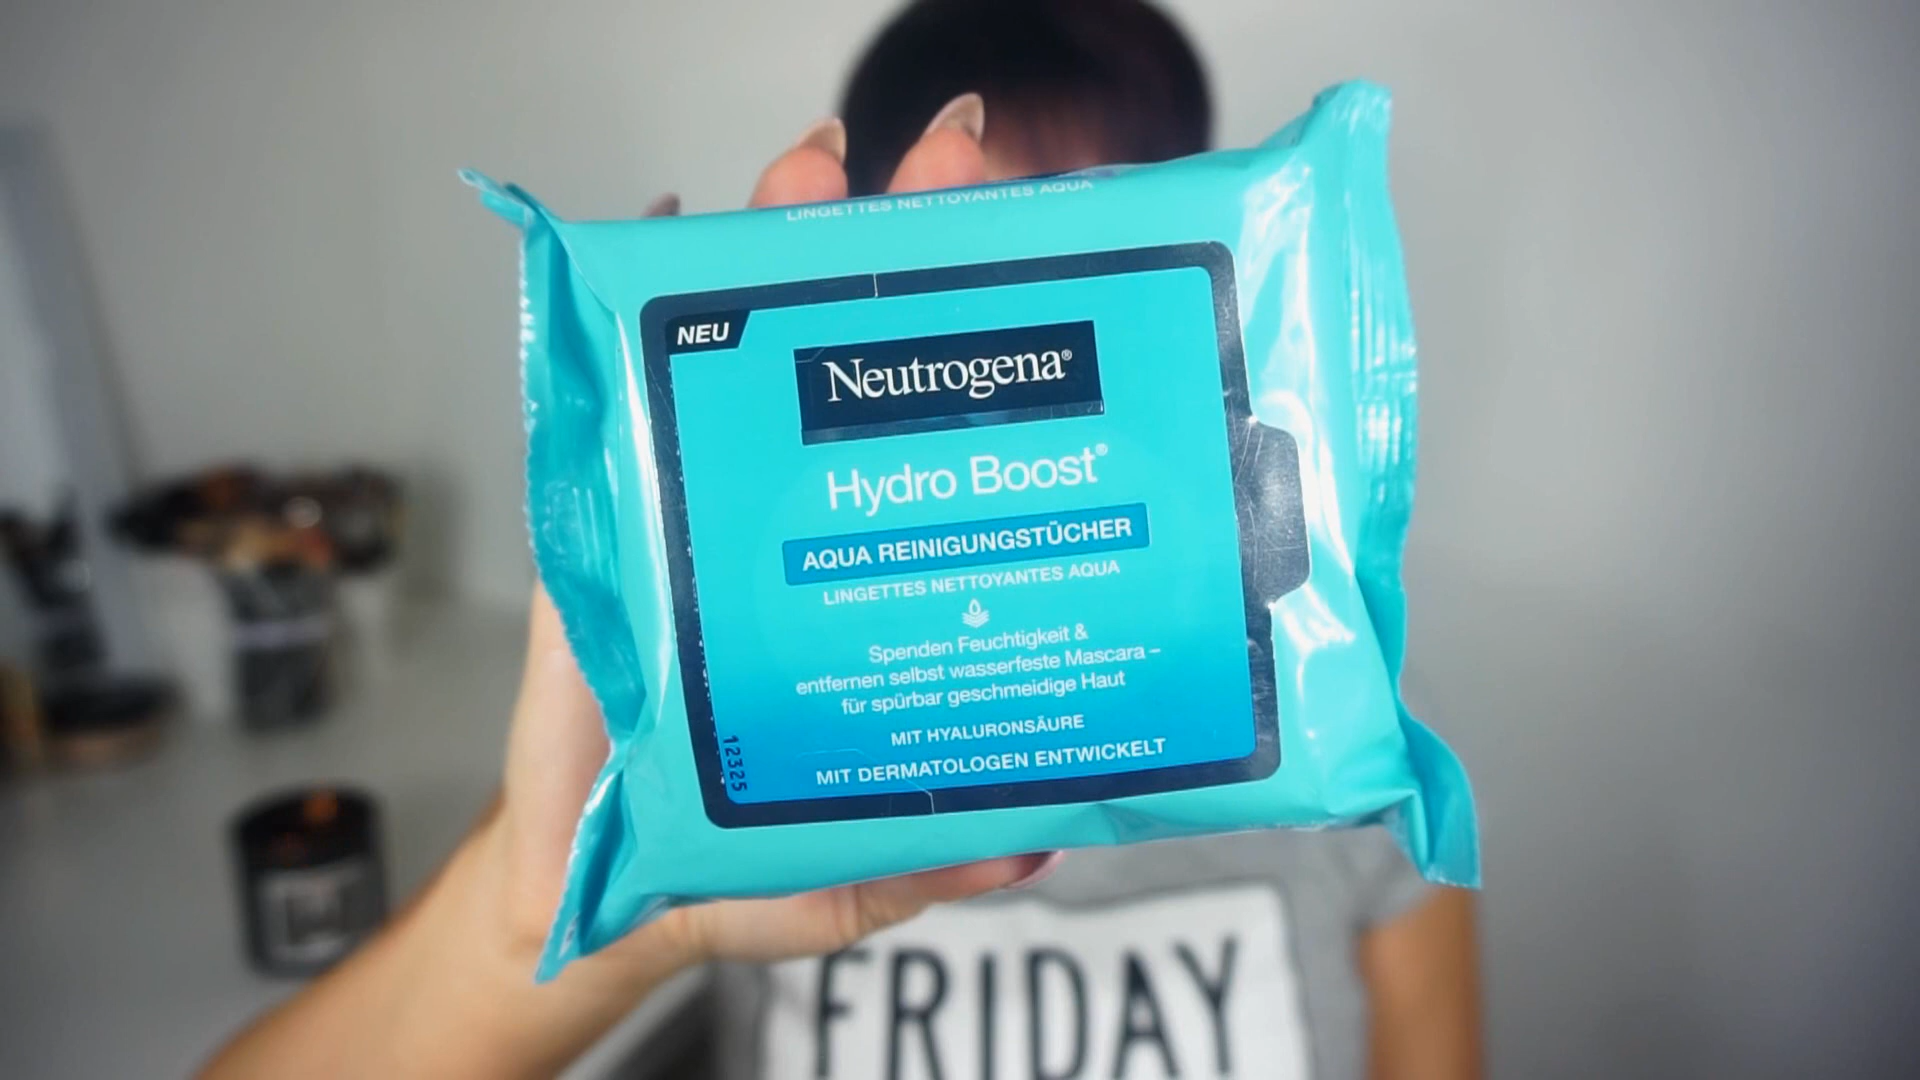 LINGETTES NETTOYANTES AQUA
NEU
Neutrogena®
Hydro Boost®
AQUA REINIGUNGSTÜCHER
LINGETTES NETTOYANTES AQUA
Spenden Feuchtigkeit &
entfernen selbst wasserfeste Mascara –
für spürbar geschmeidige Haut
MIT HYALURONSÄURE
MIT DERMATOLOGEN ENTWICKELT
12325
FRIDAY